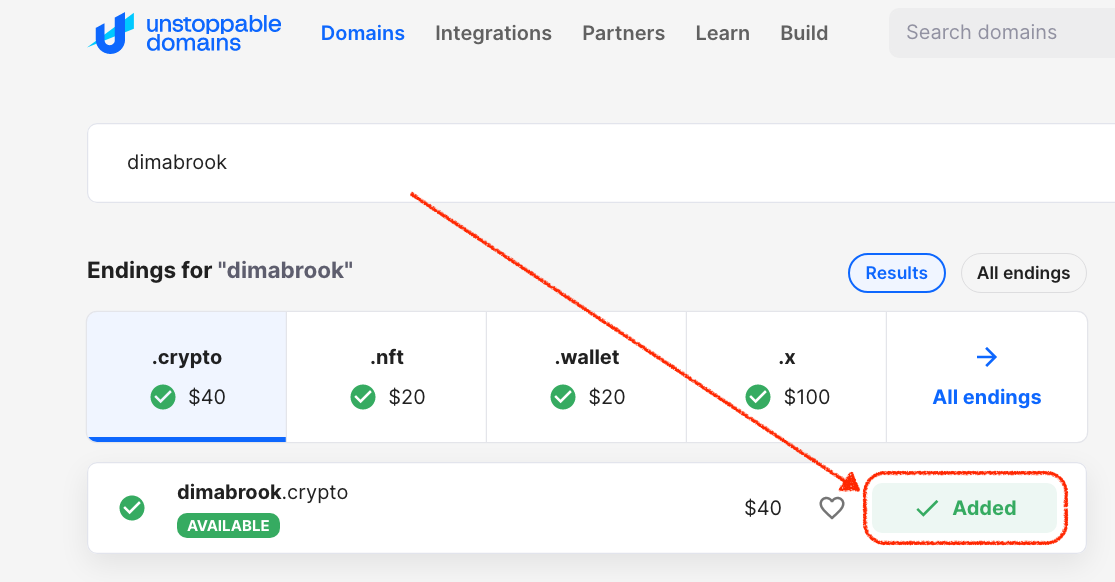 unstoppable
domains
Domains Integrations Partners Learn Build Search domains
dimabrook
Endings for "dimabrook" Results All endings
.crypto .nft .wallet .x
$40 $20 $20 $100 All endings
dimabrook.crypto
AVAILABLE
$40 Added